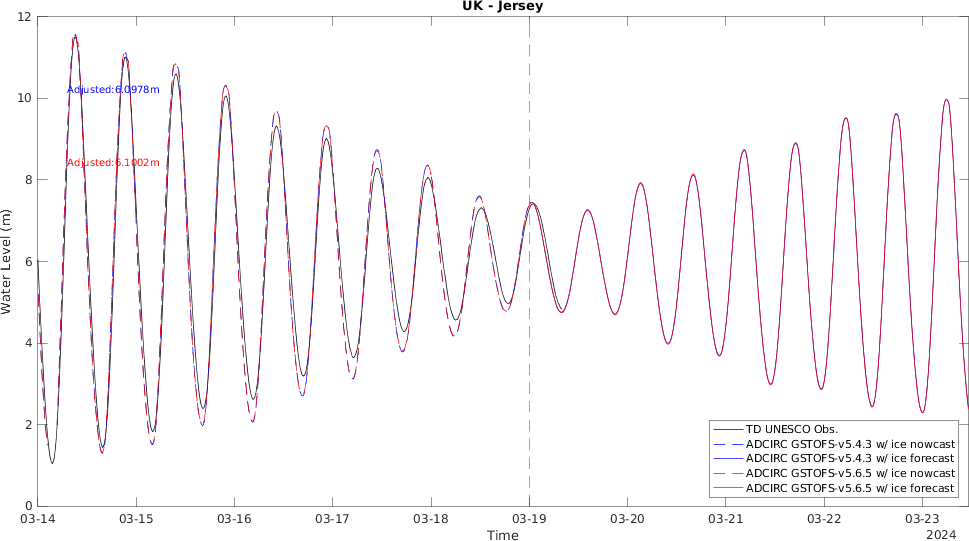 UK - Jersey
12
10
8
6
4
2
0
Water Level (m)
Adjusted:6.0978m
Adjusted:6.1002m
TD UNESCO Obs.
ADCIRC GSTOFS-v5.4.3 w/ ice nowcast
ADCIRC GSTOFS-v5.4.3 w/ ice forecast
ADCIRC GSTOFS-v5.6.5 w/ ice nowcast
ADCIRC GSTOFS-v5.6.5 w/ ice forecast
03-14 03-15 03-16 03-17 03-18 03-19 03-20 03-21 03-22 03-23
Time
2024